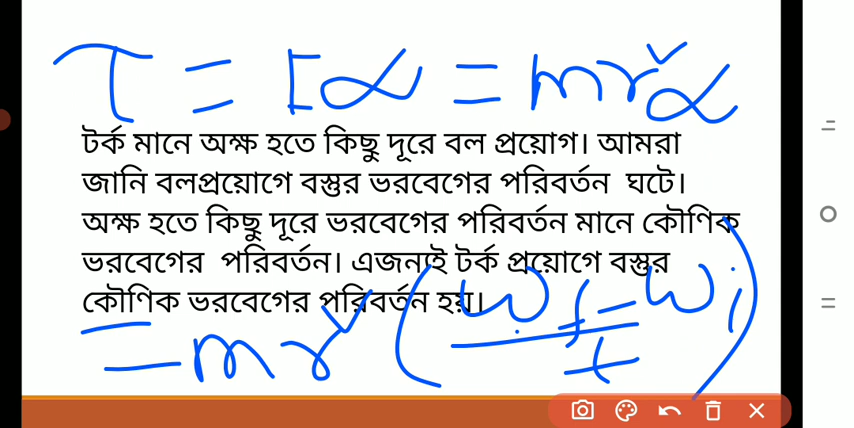 τ = Iα = mr²α
টর্ক মানে অক্ষ হতে কিছু দূরে বল প্রয়োগ। আমরা
জানি বলপ্রয়োগে বস্তুর ভরবেগের পরিবর্তন ঘটে।
অক্ষ হতে কিছু দূরে ভরবেগের পরিবর্তন মানে কৌণিক
ভরবেগের পরিবর্তন। এজন্যই টর্ক প্রয়োগে বস্তুর
কৌণিক ভরবেগের পরিবর্তন হয়।
= mr² (ωf - ωi / t)